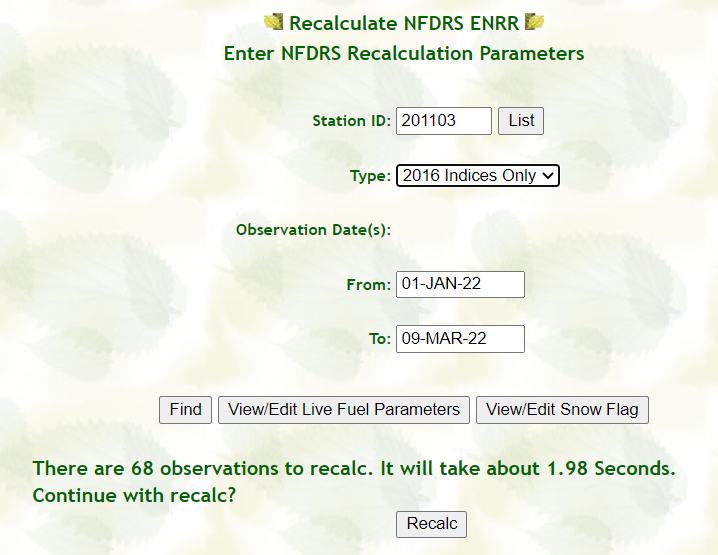 Recalculate NFDRS ENRR
Enter NFDRS Recalculation Parameters
Station ID: 201103 List
Type: 2016 Indices Only
Observation Date(s):
From: 01-JAN-22
To: 09-MAR-22
Find View/Edit Live Fuel Parameters View/Edit Snow Flag
There are 68 observations to recalc. It will take about 1.98 Seconds.
Continue with recalc?
Recalc